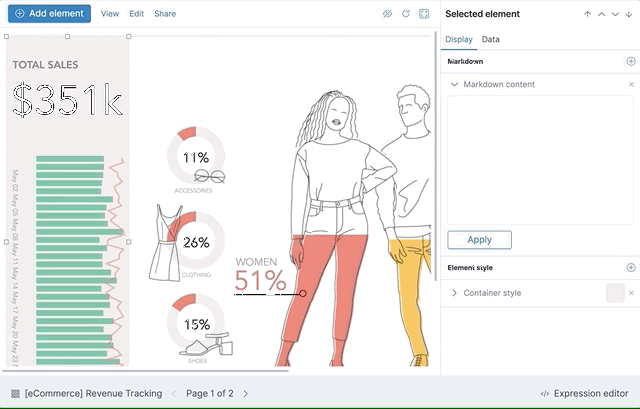 Add element View Edit Share
Selected element
Display Data
Markdown
Markdown content
Apply
Element style
Container style
TOTAL SALES
$351k
May 02 May 05 May 08 May 11 May 14 May 17 May 20 May 23
11%
ACCESSORIES
26%
CLOTHING
15%
SHOES
WOMEN
51%
[eCommerce] Revenue Tracking Page 1 of 2 Expression editor